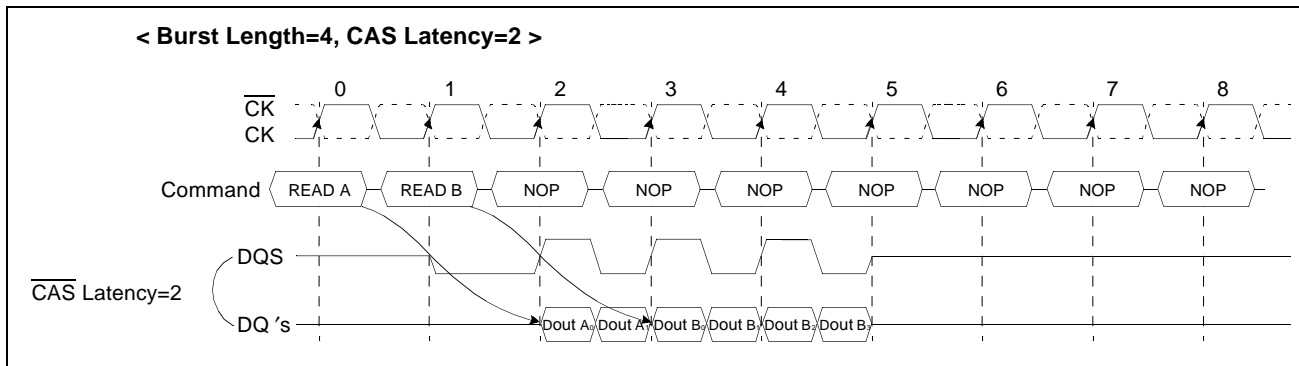 < Burst Length=4, CAS Latency=2 >
0 1 2 3 4 5 6 7 8
CK
CK
Command READ A READ B NOP NOP NOP NOP NOP NOP NOP
DQS
CAS Latency=2
DQ ′s Dout A₀ Dout A₁ Dout B₀ Dout B₁ Dout B₂ Dout B₃